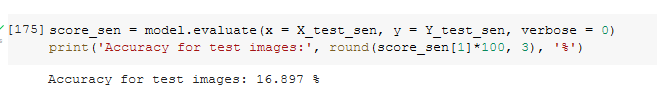 [175] score_sen = model.evaluate(x = X_test_sen, y = Y_test_sen, verbose = 0)
print('Accuracy for test images:', round(score_sen[1]*100, 3), '%')
Accuracy for test images: 16.897 %